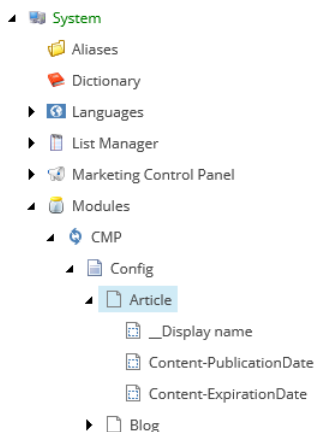 System
Aliases
Dictionary
Languages
List Manager
Marketing Control Panel
Modules
CMP
Config
Article
__Display name
Content-PublicationDate
Content-ExpirationDate
Blog